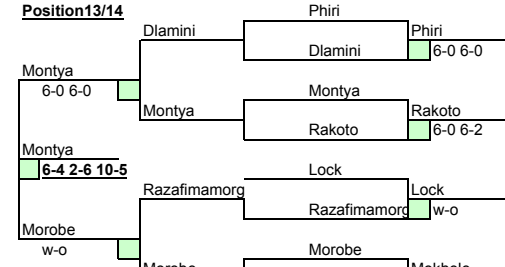 Position13/14
Phiri
Dlamini
Phiri
Dlamini
6-0 6-0
Montya
6-0 6-0
Montya
Montya
Rakoto
Rakoto
6-0 6-2
Montya
6-4 2-6 10-5
Lock
Razafimamorg
Lock
Razafimamorg
w-o
Morobe
w-o
Morobe